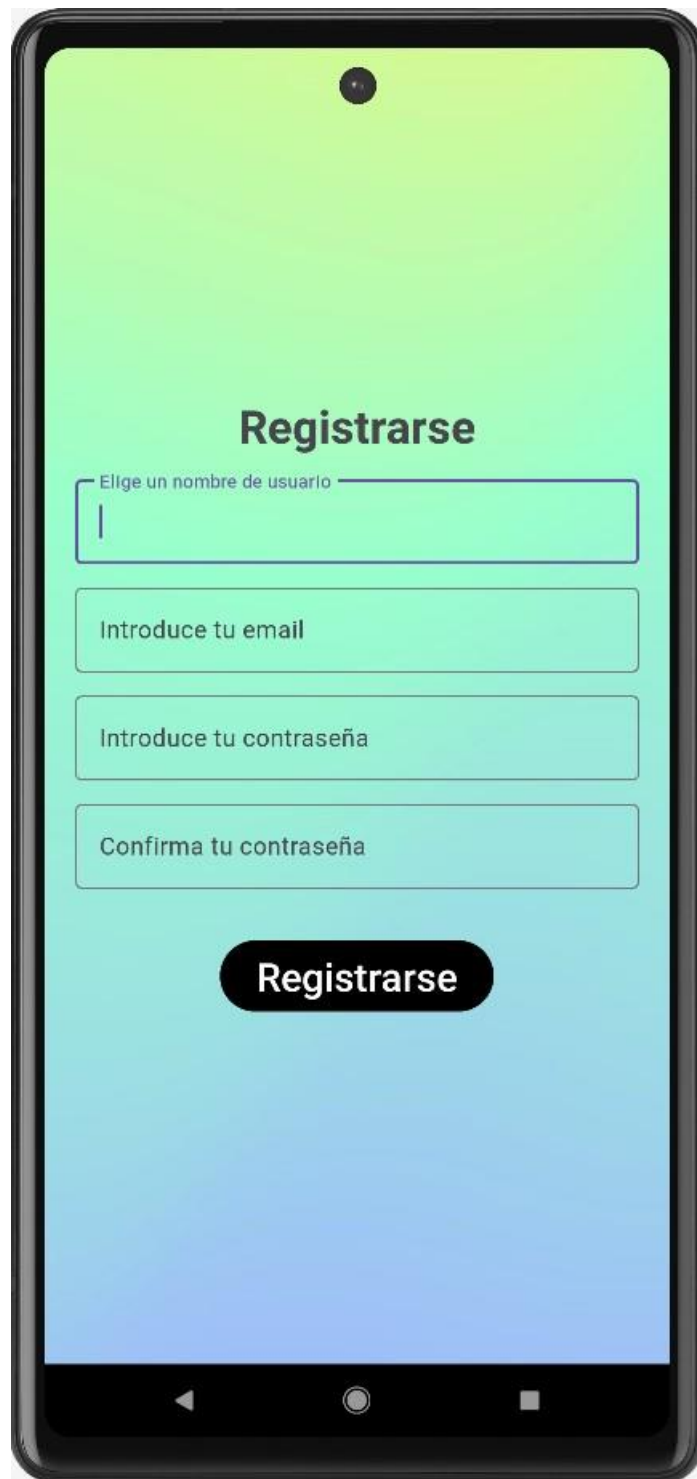 Registrarse
Elige un nombre de usuario
Introduce tu email
Introduce tu contraseña
Confirma tu contraseña
Registrarse